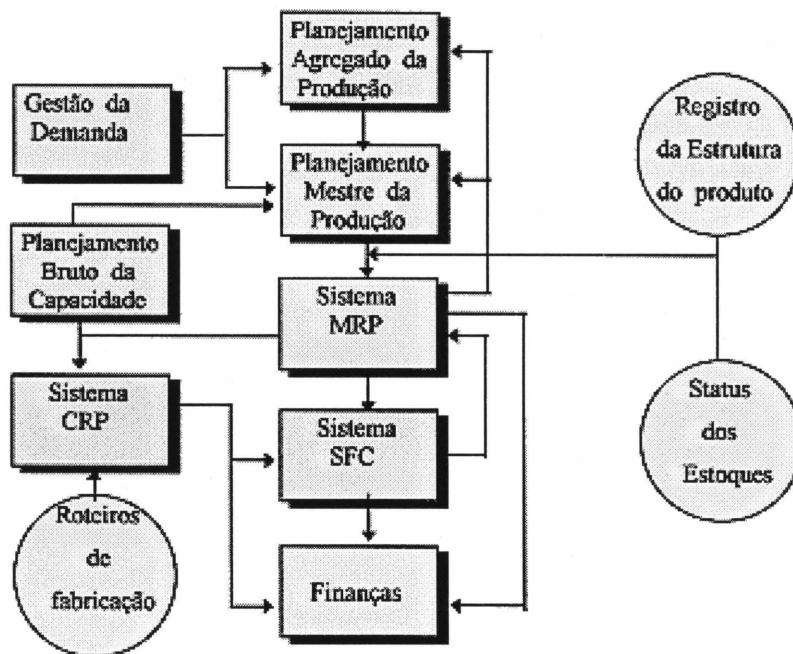 Planejamento
Agregado da
Produção
Gestão da
Demanda
Registro
da Estrutura
do produto
Planejamento
Mestre da
Produção
Planejamento
Bruto da
Capacidade
Sistema
MRP
Sistema
CRP
Sistema
SFC
Status
dos
Estoques
Roteiros
de
fabricação
Finanças